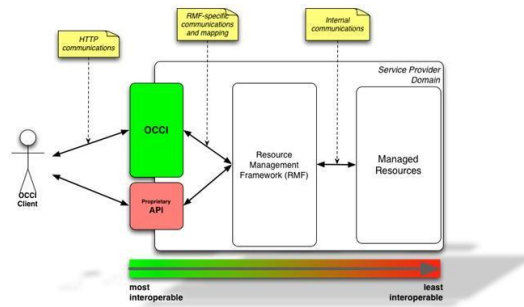 HTTP
communications
RMF-specific
communications
and mapping
Internal
communications
Service Provider
Domain
OCCI
Resource
Management
Framework (RMF)
Managed
Resources
OCCI
Client
Proprietary
API
most
interoperable
least
interoperable